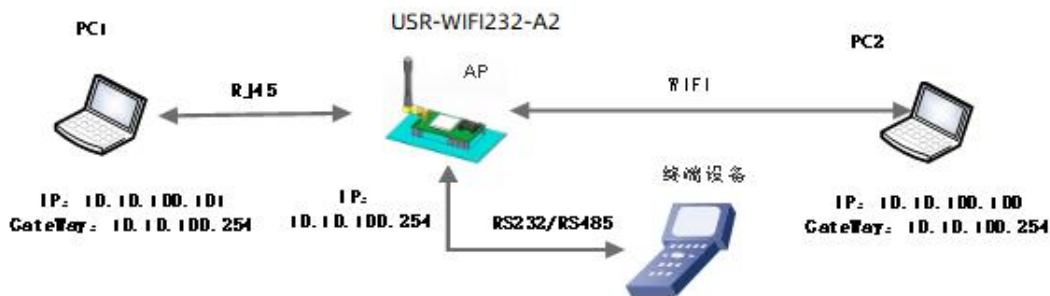 USR-WIFI232-A2
PC1
PC2
AP
RJ45
WIFI
终端设备
IP: 10.10.100.101
GateWay: 10.10.100.254
IP:
10.10.100.254
RS232/RS485
IP: 10.10.100.100
GateWay: 10.10.100.254